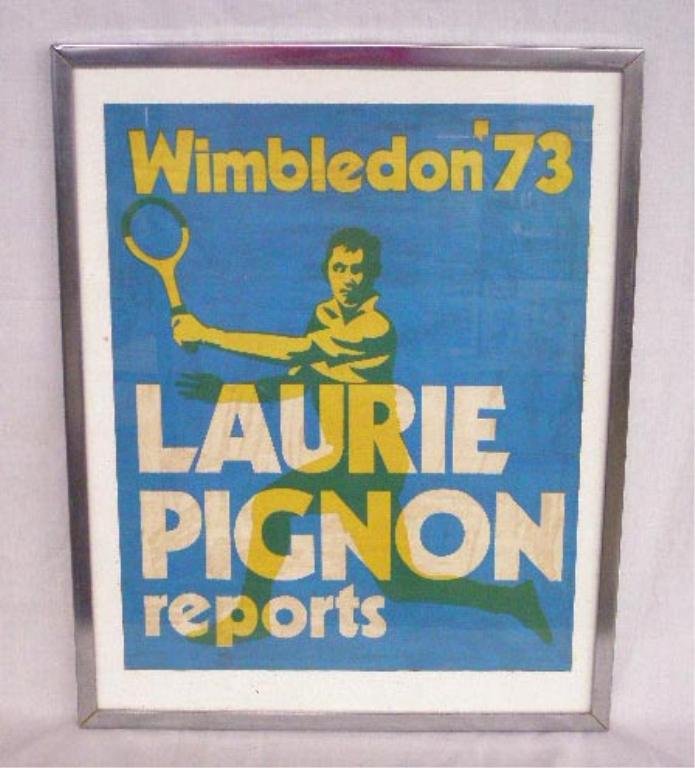 Wimbledon '73
LAURIE
PIGNON
reports